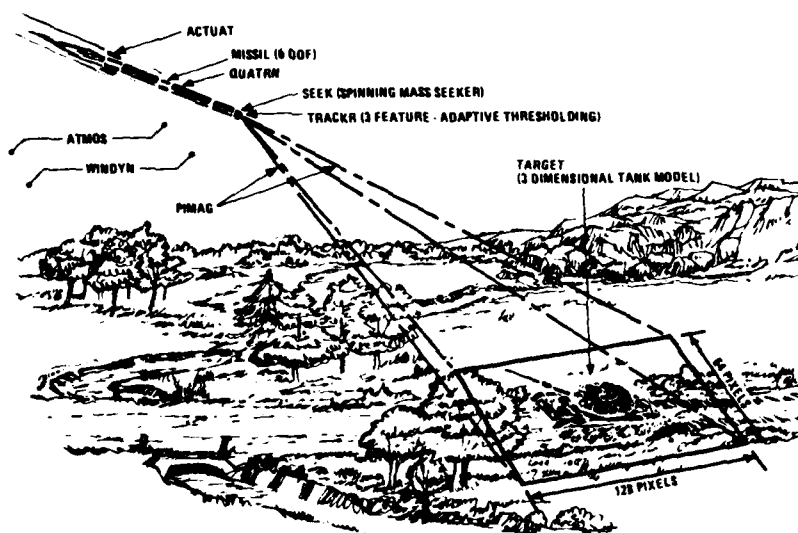 ACTUAT
MISSIL (6 DOF)
QUATRN
SEEK (SPINNING MASS SEEKER)
TRACKR (3 FEATURE - ADAPTIVE THRESHOLDING)
ATMOS
WINDYN
PIMAG
TARGET
(3 DIMENSIONAL TANK MODEL)
64 PIXELS
128 PIXELS